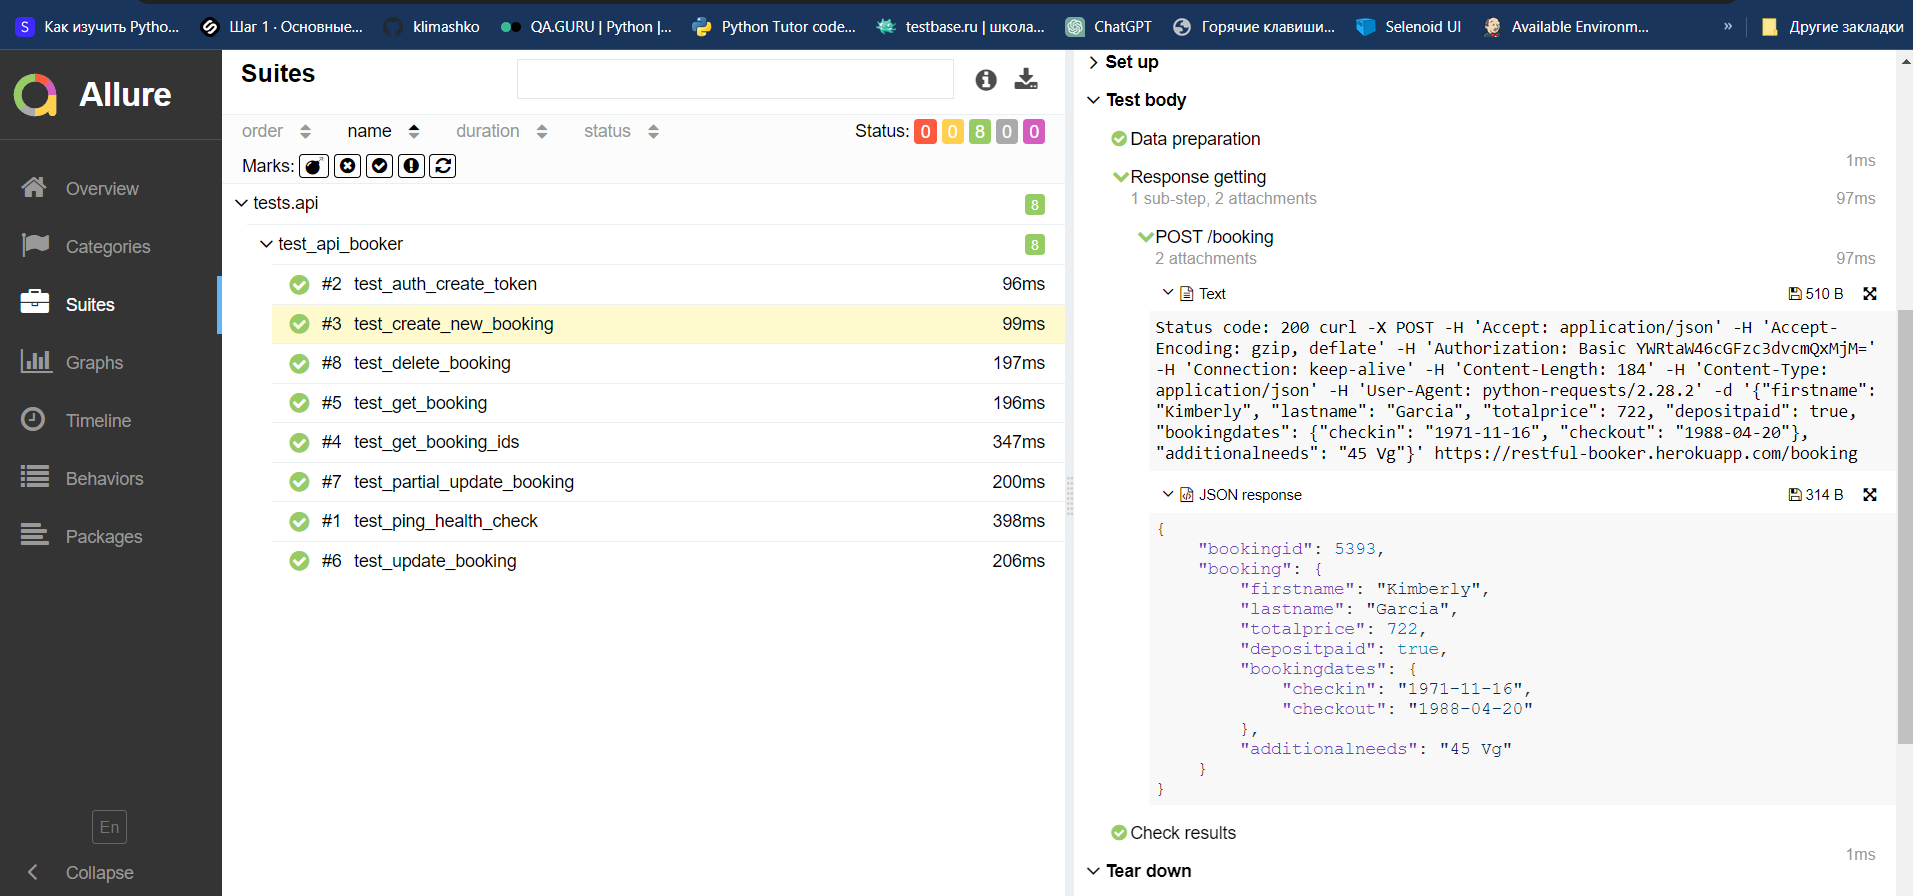 S Как изучить Pytho... Шаг 1 · Основные... klimashko QA.GURU | Python |... Python Tutor code... testbase.ru | школа... ChatGPT Горячие клавиши... Selenoid UI Available Environm... » Другие закладки
Allure
Overview
Categories
Suites
Graphs
Timeline
Behaviors
Packages
En
Collapse
Suites
order name duration status Status: 0 0 8 0 0
Marks:
tests.api 8
test_api_booker 8
#2 test_auth_create_token 96ms
#3 test_create_new_booking 99ms
#8 test_delete_booking 197ms
#5 test_get_booking 196ms
#4 test_get_booking_ids 347ms
#7 test_partial_update_booking 200ms
#1 test_ping_health_check 398ms
#6 test_update_booking 206ms
Set up
Test body
Data preparation
1ms
Response getting
1 sub-step, 2 attachments 97ms
POST /booking
2 attachments 97ms
Text 510 B
Status code: 200 curl -X POST -H 'Accept: application/json' -H 'Accept-
Encoding: gzip, deflate' -H 'Authorization: Basic YWRtaW46cGFzc3dvcmQxMjM='
-H 'Connection: keep-alive' -H 'Content-Length: 184' -H 'Content-Type:
application/json' -H 'User-Agent: python-requests/2.28.2' -d '{"firstname":
"Kimberly", "lastname": "Garcia", "totalprice": 722, "depositpaid": true,
"bookingdates": {"checkin": "1971-11-16", "checkout": "1988-04-20"},
"additionalneeds": "45 Vg"}' https://restful-booker.herokuapp.com/booking
JSON response 314 B
{
"bookingid": 5393,
"booking": {
"firstname": "Kimberly",
"lastname": "Garcia",
"totalprice": 722,
"depositpaid": true,
"bookingdates": {
"checkin": "1971-11-16",
"checkout": "1988-04-20"
},
"additionalneeds": "45 Vg"
}
}
Check results
1ms
Tear down